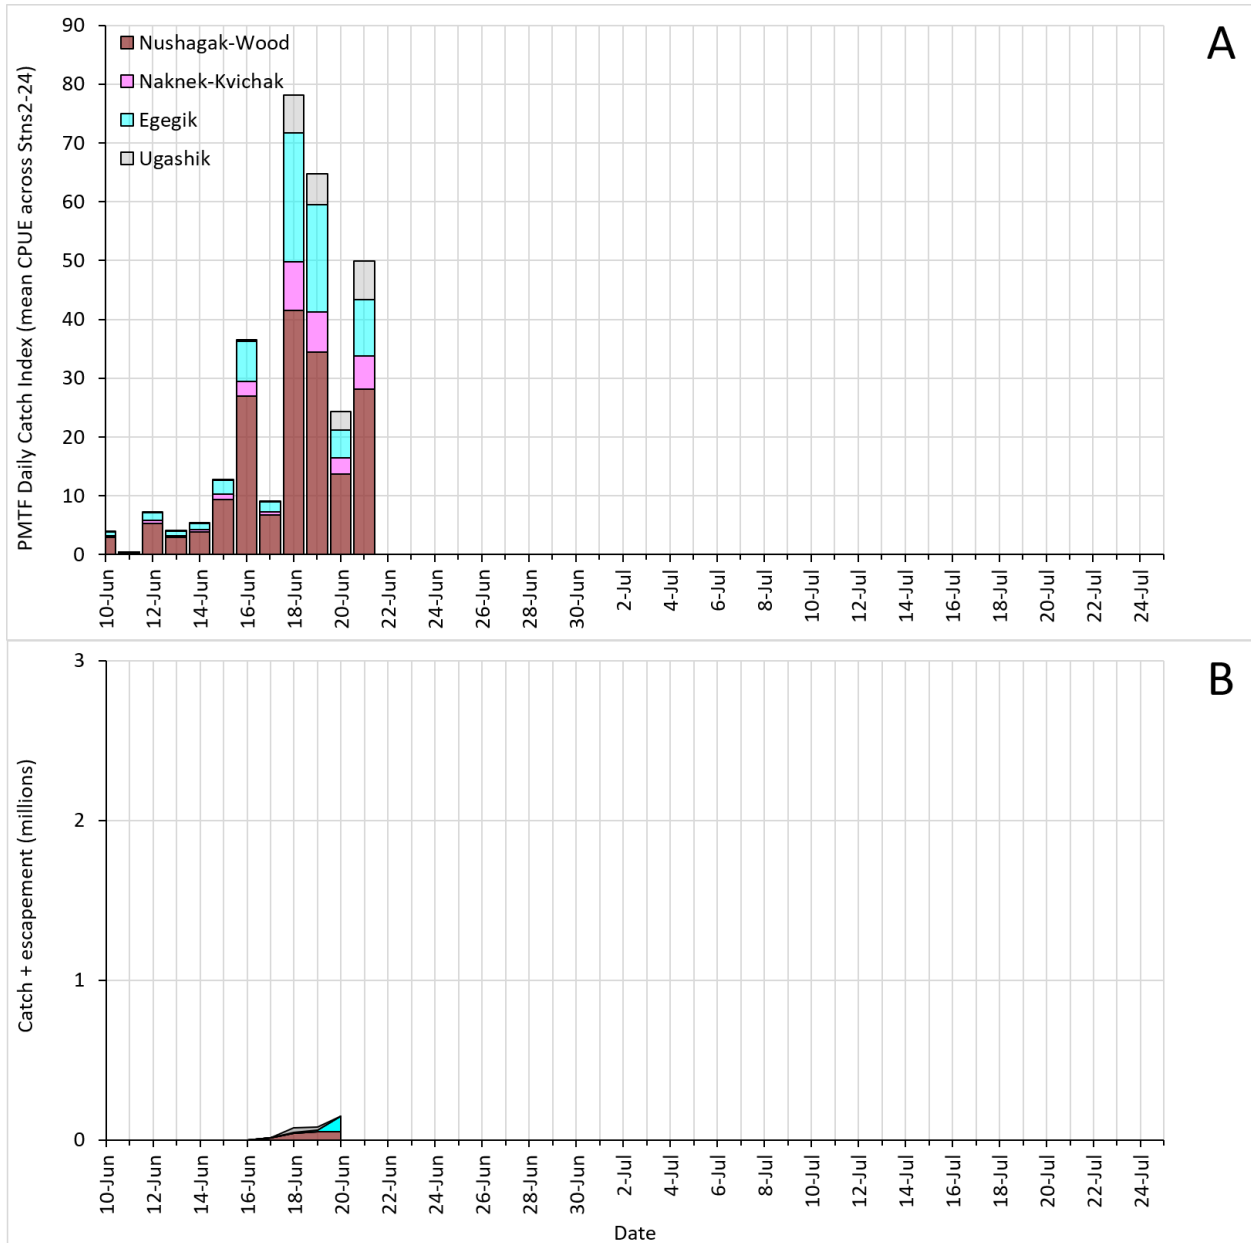 A
PMTF Daily Catch Index (mean CPUE across Stns2-24)
90
80
70
60
50
40
30
20
10
0
Nushagak-Wood
Naknek-Kvichak
Egegik
Ugashik
10-Jun
12-Jun
14-Jun
16-Jun
18-Jun
20-Jun
22-Jun
24-Jun
26-Jun
28-Jun
30-Jun
2-Jul
4-Jul
6-Jul
8-Jul
10-Jul
12-Jul
14-Jul
16-Jul
18-Jul
20-Jul
22-Jul
24-Jul
B
Catch + escapement (millions)
3
2
1
0
10-Jun
12-Jun
14-Jun
16-Jun
18-Jun
20-Jun
22-Jun
24-Jun
26-Jun
28-Jun
30-Jun
2-Jul
4-Jul
6-Jul
8-Jul
10-Jul
12-Jul
14-Jul
16-Jul
18-Jul
20-Jul
22-Jul
24-Jul
Date